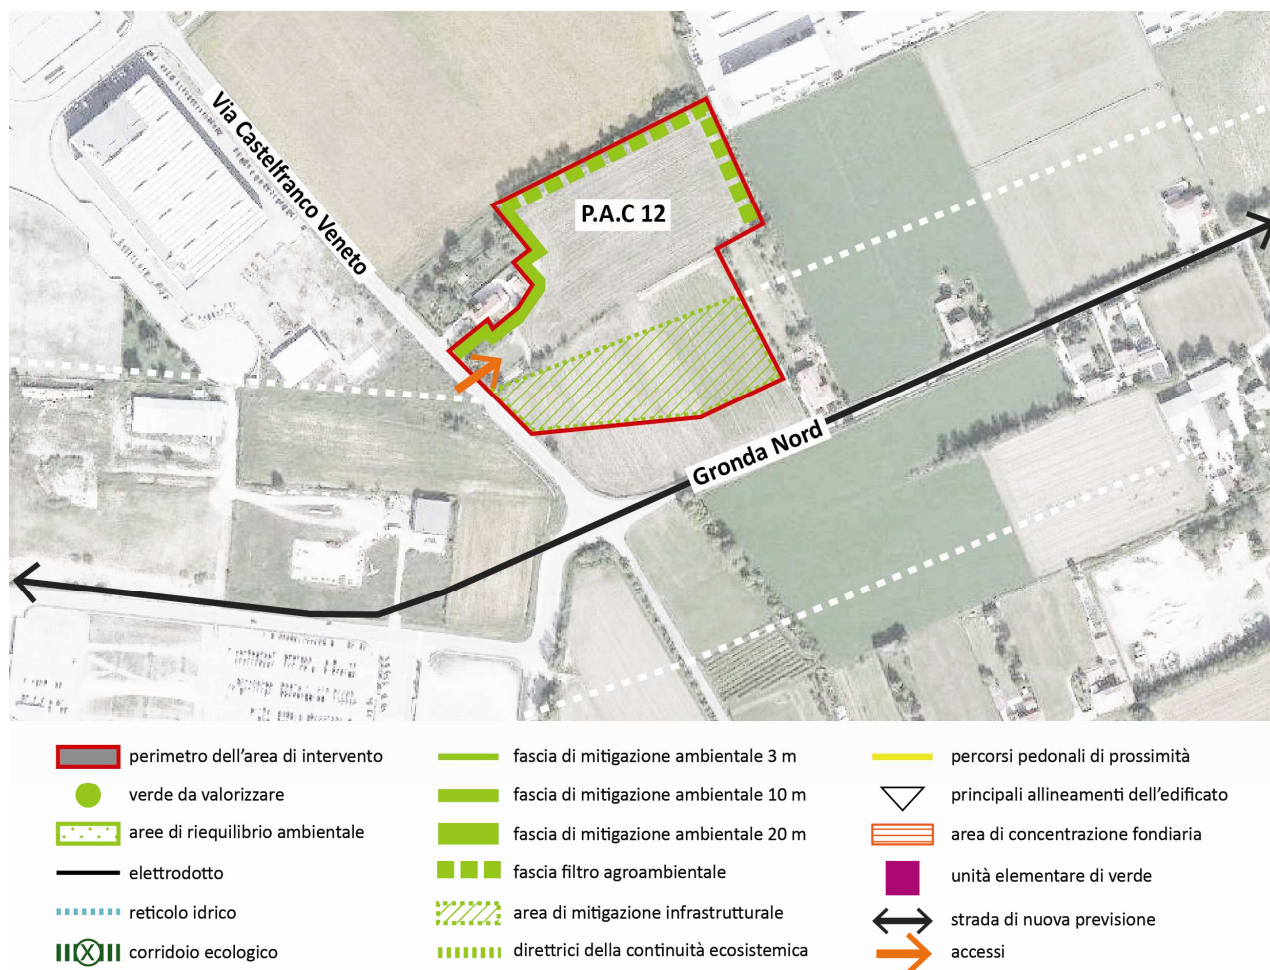 Via Castelfranco Veneto
P.A.C 12
Gronda Nord
perimetro dell'area di intervento
verde da valorizzare
aree di riequilibrio ambientale
elettrodotto
reticolo idrico
X
corridoio ecologico
fascia di mitigazione ambientale 3 m
fascia di mitigazione ambientale 10 m
fascia di mitigazione ambientale 20 m
fascia filtro agroambientale
area di mitigazione infrastrutturale
direttrici della continuità ecosistemica
percorsi pedonali di prossimità
principali allineamenti dell'edificato
area di concentrazione fondiaria
unità elementare di verde
strada di nuova previsione
accessi